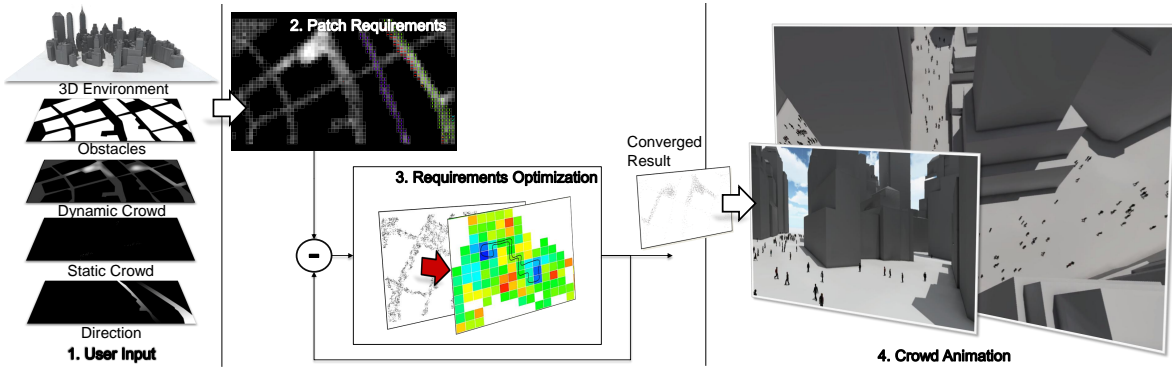 3D Environment
Obstacles
Dynamic Crowd
Static Crowd
Direction
1. User Input
2. Patch Requirements
3. Requirements Optimization
-
Converged
Result
4. Crowd Animation